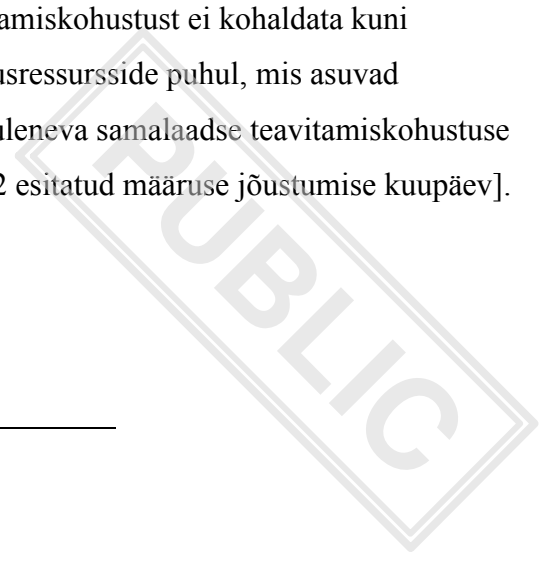 amiskohustust ei kohaldata kuni
usressursside puhul, mis asuvad
uleneva samalaadse teavitamiskohustuse
2 esitatud määruse jõustumise kuupäev].
PUBLIC